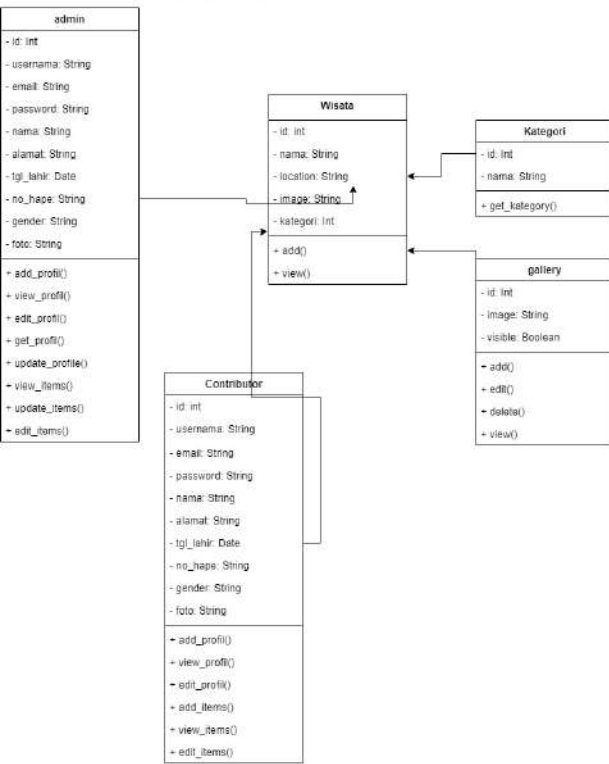 admin
- id: Int
- usernama: String
- email: String
- password: String
- nama: String
- alamat: String
- tgl_lahir: Date
- no_hape: String
- gender: String
- foto: String
+ add_profil()
+ view_profil()
+ edit_profil()
+ get_profil()
+ update_profile()
+ view_items()
+ update_items()
+ edit_items()
Wisata
- id: int
- nama: String
- location: String
- image: String
- kategori: Int
+ add()
+ view()
Kategori
- id: Int
- nama: String
+ get_kategory()
gallery
- id: Int
- image: String
- visible: Boolean
+ add()
+ edit()
+ delete()
+ view()
Contributor
- id: int
- usernama: String
- email: String
- password: String
- nama: String
- alamat: String
- tgl_lahir: Date
- no_hape: String
- gender: String
- foto: String
+ add_profil()
+ view_profil()
+ edit_profil()
+ add_items()
+ view_items()
+ edit_items()